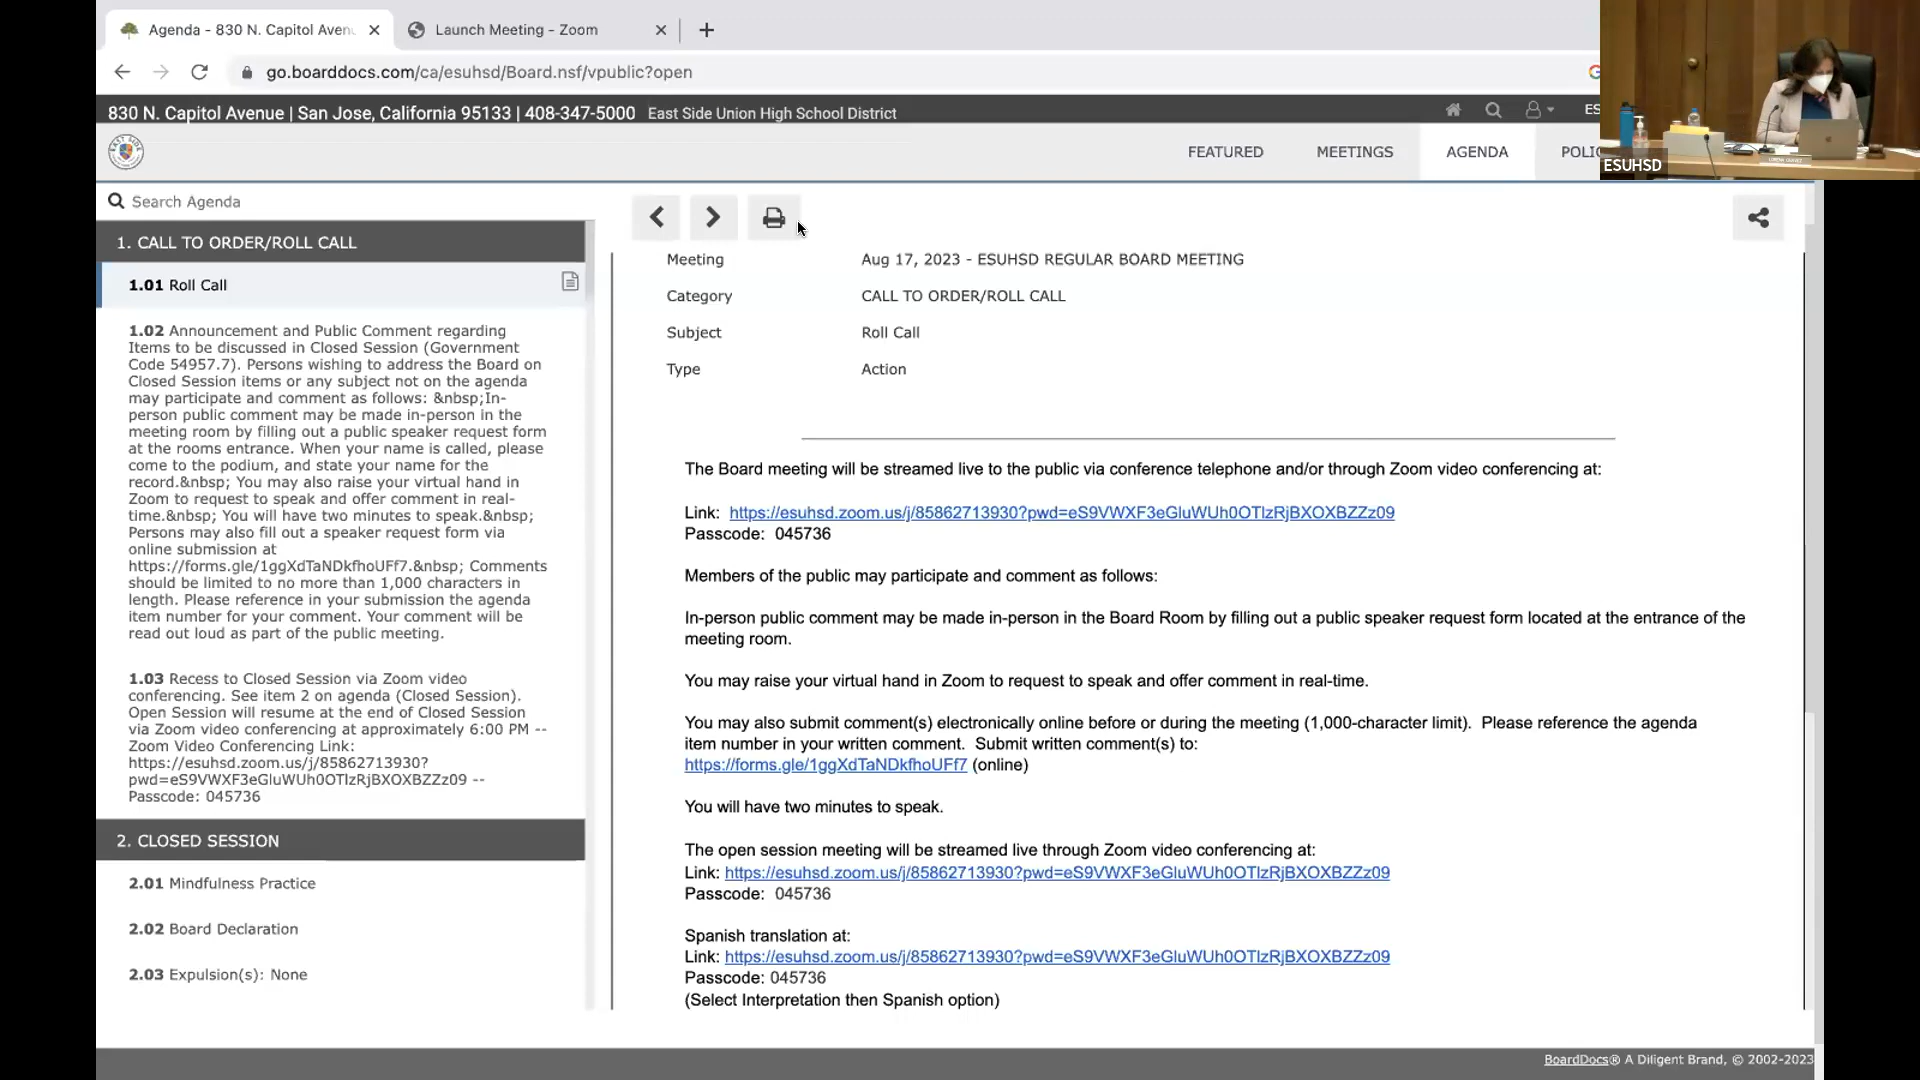 Agenda - 830 N. Capitol Aven
Launch Meeting - Zoom
go.boarddocs.com/ca/esuhsd/Board.nsf/vpublic?open
830 N. Capitol Avenue | San Jose, California 95133 | 408-347-5000 East Side Union High School District
ES
FEATURED
MEETINGS
AGENDA
POLIC
ESUHSD
Search Agenda
1. CALL TO ORDER/ROLL CALL
1.01 Roll Call
1.02 Announcement and Public Comment regarding
Items to be discussed in Closed Session (Government
Code 54957.7). Persons wishing to address the Board on
Closed Session items or any subject not on the agenda
may participate and comment as follows: &nbsp;In-
person public comment may be made in-person in the
meeting room by filling out a public speaker request form
at the rooms entrance. When your name is called, please
come to the podium, and state your name for the
record.&nbsp; You may also raise your virtual hand in
Zoom to request to speak and offer comment in real-
time.&nbsp; You will have two minutes to speak.&nbsp;
Persons may also fill out a speaker request form via
online submission at
https://forms.gle/1ggXdTaNDkfhoUFf7.&nbsp; Comments
should be limited to no more than 1,000 characters in
length. Please reference in your submission the agenda
item number for your comment. Your comment will be
read out loud as part of the public meeting.
1.03 Recess to Closed Session via Zoom video
conferencing. See item 2 on agenda (Closed Session).
Open Session will resume at the end of Closed Session
via Zoom video conferencing at approximately 6:00 PM --
Zoom Video Conferencing Link:
https://esuhsd.zoom.us/j/85862713930?
pwd=eS9VWXF3eGluWUh0OTlzRjBXOXBZZz09 --
Passcode: 045736
2. CLOSED SESSION
2.01 Mindfulness Practice
2.02 Board Declaration
2.03 Expulsion(s): None
Meeting Aug 17, 2023 - ESUHSD REGULAR BOARD MEETING
Category CALL TO ORDER/ROLL CALL
Subject Roll Call
Type Action
The Board meeting will be streamed live to the public via conference telephone and/or through Zoom video conferencing at:
Link: https://esuhsd.zoom.us/j/85862713930?pwd=eS9VWXF3eGluWUh0OTlzRjBXOXBZZz09
Passcode: 045736
Members of the public may participate and comment as follows:
In-person public comment may be made in-person in the Board Room by filling out a public speaker request form located at the entrance of the
meeting room.
You may raise your virtual hand in Zoom to request to speak and offer comment in real-time.
You may also submit comment(s) electronically online before or during the meeting (1,000-character limit). Please reference the agenda
item number in your written comment. Submit written comment(s) to:
https://forms.gle/1ggXdTaNDkfhoUFf7 (online)
You will have two minutes to speak.
The open session meeting will be streamed live through Zoom video conferencing at:
Link: https://esuhsd.zoom.us/j/85862713930?pwd=eS9VWXF3eGluWUh0OTlzRjBXOXBZZz09
Passcode: 045736
Spanish translation at:
Link: https://esuhsd.zoom.us/j/85862713930?pwd=eS9VWXF3eGluWUh0OTlzRjBXOXBZZz09
Passcode: 045736
(Select Interpretation then Spanish option)
BoardDocs® A Diligent Brand, © 2002-2023